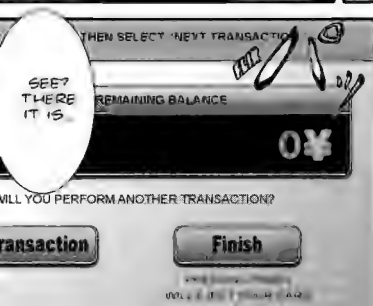 THEN SELECT "NEXT TRANSACTIO
SEE?
THERE
IT IS...
REMAINING BALANCE
0¥
WILL YOU PERFORM ANOTHER TRANSACTION?
ransaction
Finish